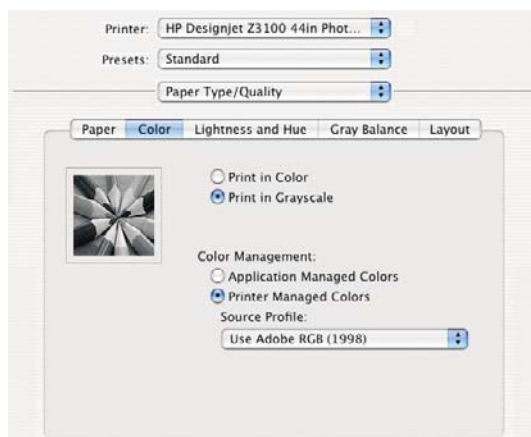 Printer: HP Designjet Z3100 44in Phot...
Presets: Standard
Paper Type/Quality
Paper Color Lightness and Hue Gray Balance Layout
Print in Color
Print in Grayscale
Color Management:
Application Managed Colors
Printer Managed Colors
Source Profile:
Use Adobe RGB (1998)